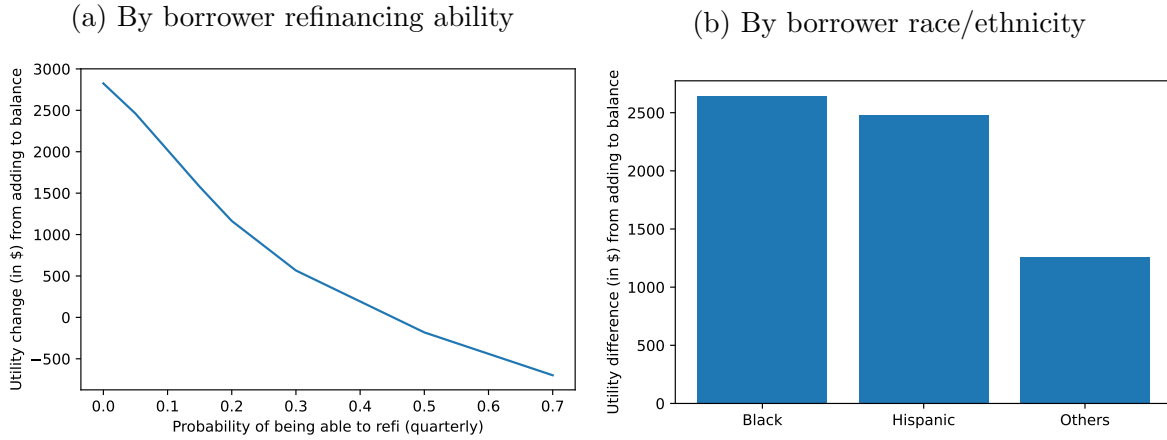 (a) By borrower refinancing ability
Utility change (in $) from adding to balance
3000
2500
2000
1500
1000
500
0
−500
0.0 0.1 0.2 0.3 0.4 0.5 0.6 0.7
Probability of being able to refi (quarterly)
(b) By borrower race/ethnicity
Utility difference (in $) from adding to balance
2500
2000
1500
1000
500
0
Black Hispanic Others